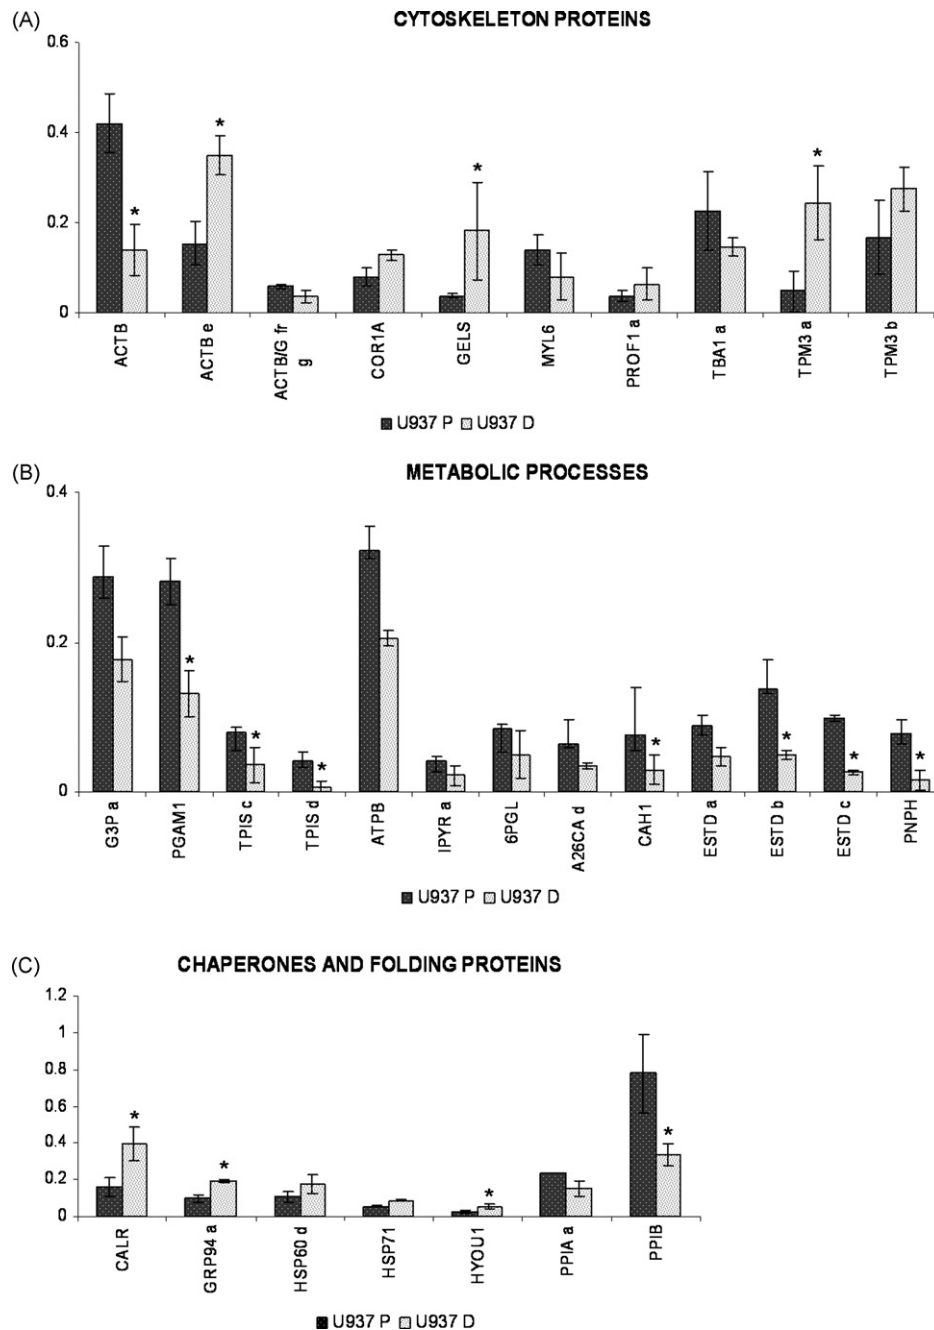 (A)
CYTOSKELETON PROTEINS
0.6
0.4
0.2
0
*
*
*
*
ACTB
ACTB e
ACTB/G fr
g
COR1A
GELS
MYL6
PROF1 a
TBA1 a
TPM3 a
TPM3 b
U937 P U937 D
(B)
METABOLIC PROCESSES
0.4
0.2
0
*
*
*
*
*
*
*
G3P a
PGAM1
TPIS c
TPIS d
ATPB
IPYR a
6PGL
A26CA d
CAH1
ESTD a
ESTD b
ESTD c
PNPH
U937 P U937 D
(C)
CHAPERONES AND FOLDING PROTEINS
1.2
1
0.8
0.6
0.4
0.2
0
*
*
*
*
CALR
GRP94 a
HSP60 d
HSP71
HYOU1
PPIA a
PPIB
U937 P U937 D